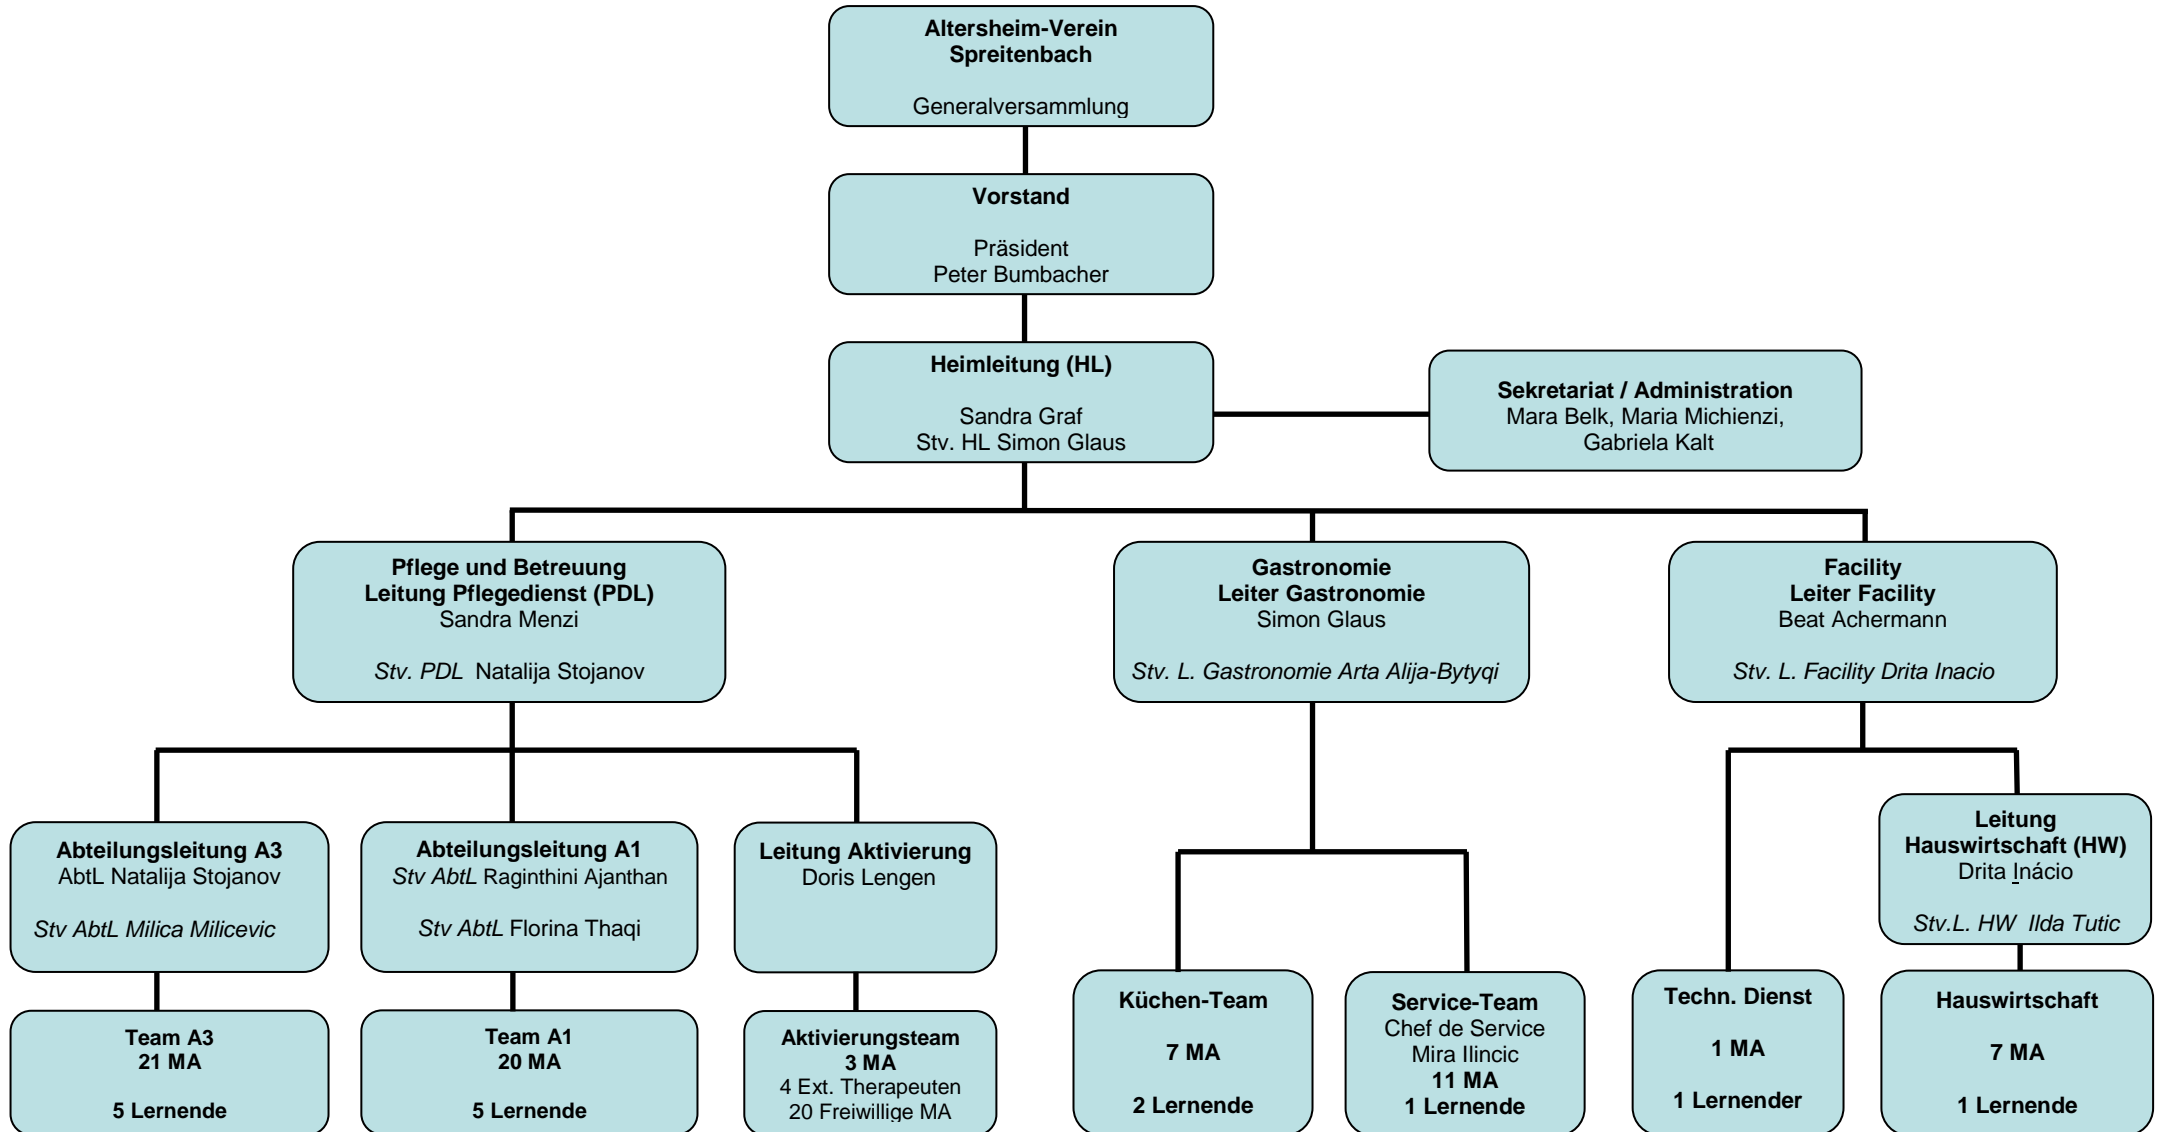 Altersheim-Verein
Spreitenbach
Generalversammlung
Vorstand
Präsident
Peter Bumbacher
Heimleitung (HL)
Sandra Graf
Stv. HL Simon Glaus
Sekretariat / Administration
Mara Belk, Maria Michienzi,
Gabriela Kalt
Pflege und Betreuung
Leitung Pflegedienst (PDL)
Sandra Menzi
Stv. PDL Natalija Stojanov
Gastronomie
Leiter Gastronomie
Simon Glaus
Stv. L. Gastronomie Arta Alija-Bytyqi
Facility
Leiter Facility
Beat Achermann
Stv. L. Facility Drita Inacio
Abteilungsleitung A3
AbtL Natalija Stojanov
Stv AbtL Milica Milicevic
Abteilungsleitung A1
Stv AbtL Raginthini Ajanthan
Stv AbtL Florina Thaqi
Leitung Aktivierung
Doris Lengen
Leitung
Hauswirtschaft (HW)
Drita Inácio
Stv.L. HW Ilda Tutic
Team A3
21 MA
5 Lernende
Team A1
20 MA
5 Lernende
Aktivierungsteam
3 MA
4 Ext. Therapeuten
20 Freiwillige MA
Küchen-Team
7 MA
2 Lernende
Service-Team
Chef de Service
Mira Ilincic
11 MA
1 Lernende
Techn. Dienst
1 MA
1 Lernender
Hauswirtschaft
7 MA
1 Lernende